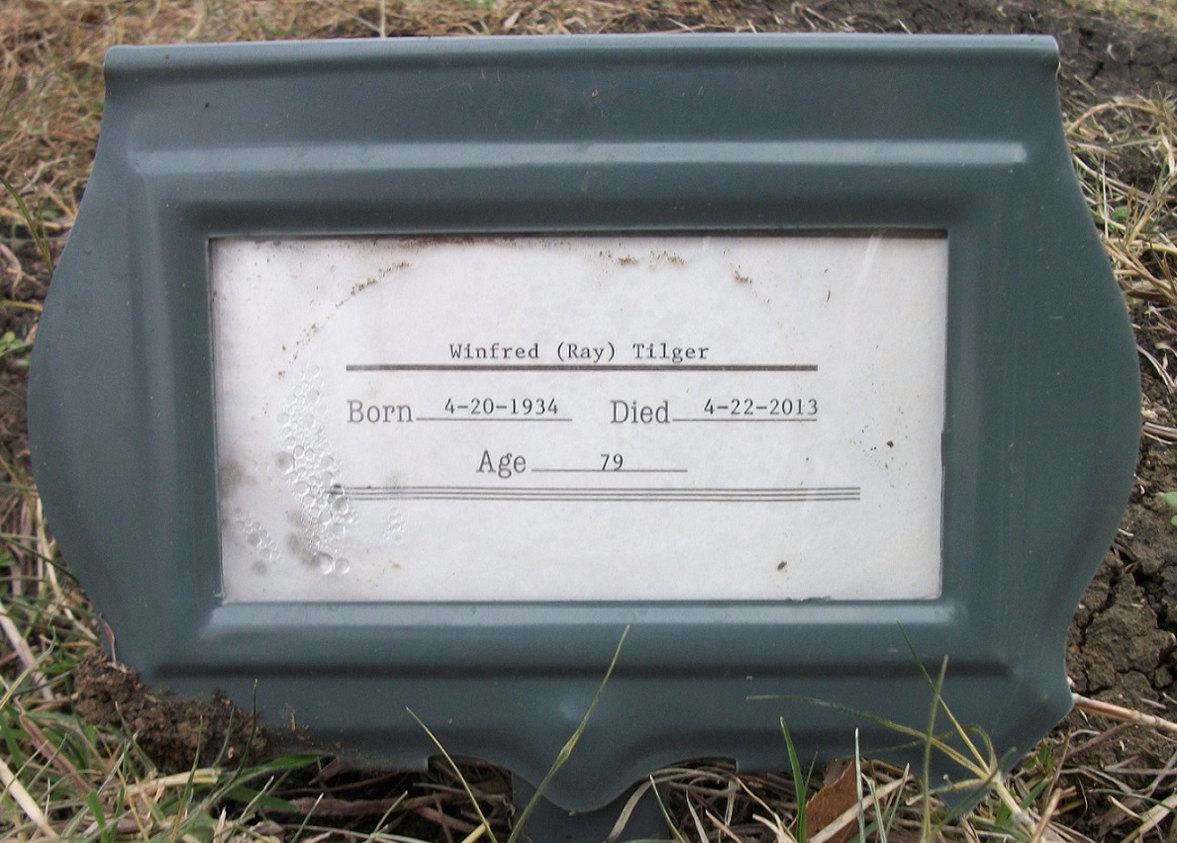 Winfred (Ray) Tilger
Born 4-20-1934 Died 4-22-2013
Age 79